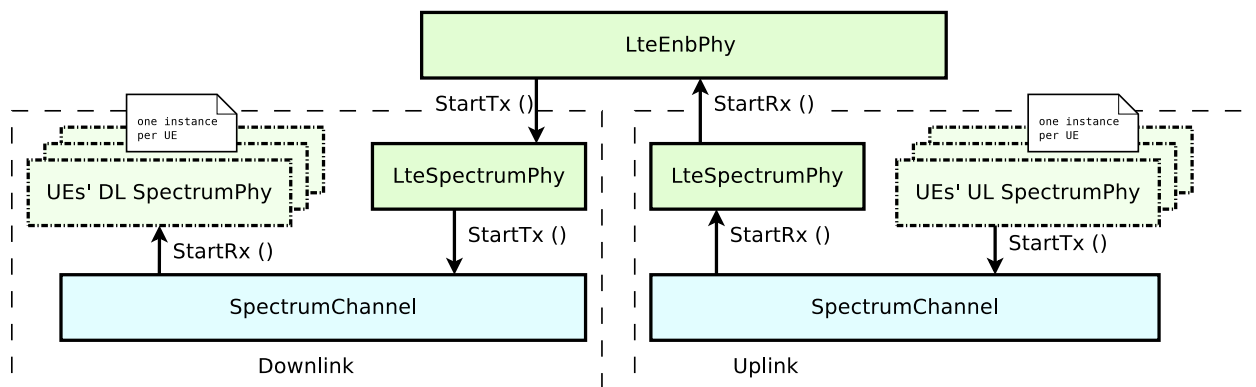 LteEnbPhy
StartTx ()
StartRx ()
one instance
per UE
one instance
per UE
UEs' DL SpectrumPhy
LteSpectrumPhy
LteSpectrumPhy
UEs' UL SpectrumPhy
StartRx ()
StartTx ()
StartRx ()
StartTx ()
SpectrumChannel
SpectrumChannel
Downlink
Uplink